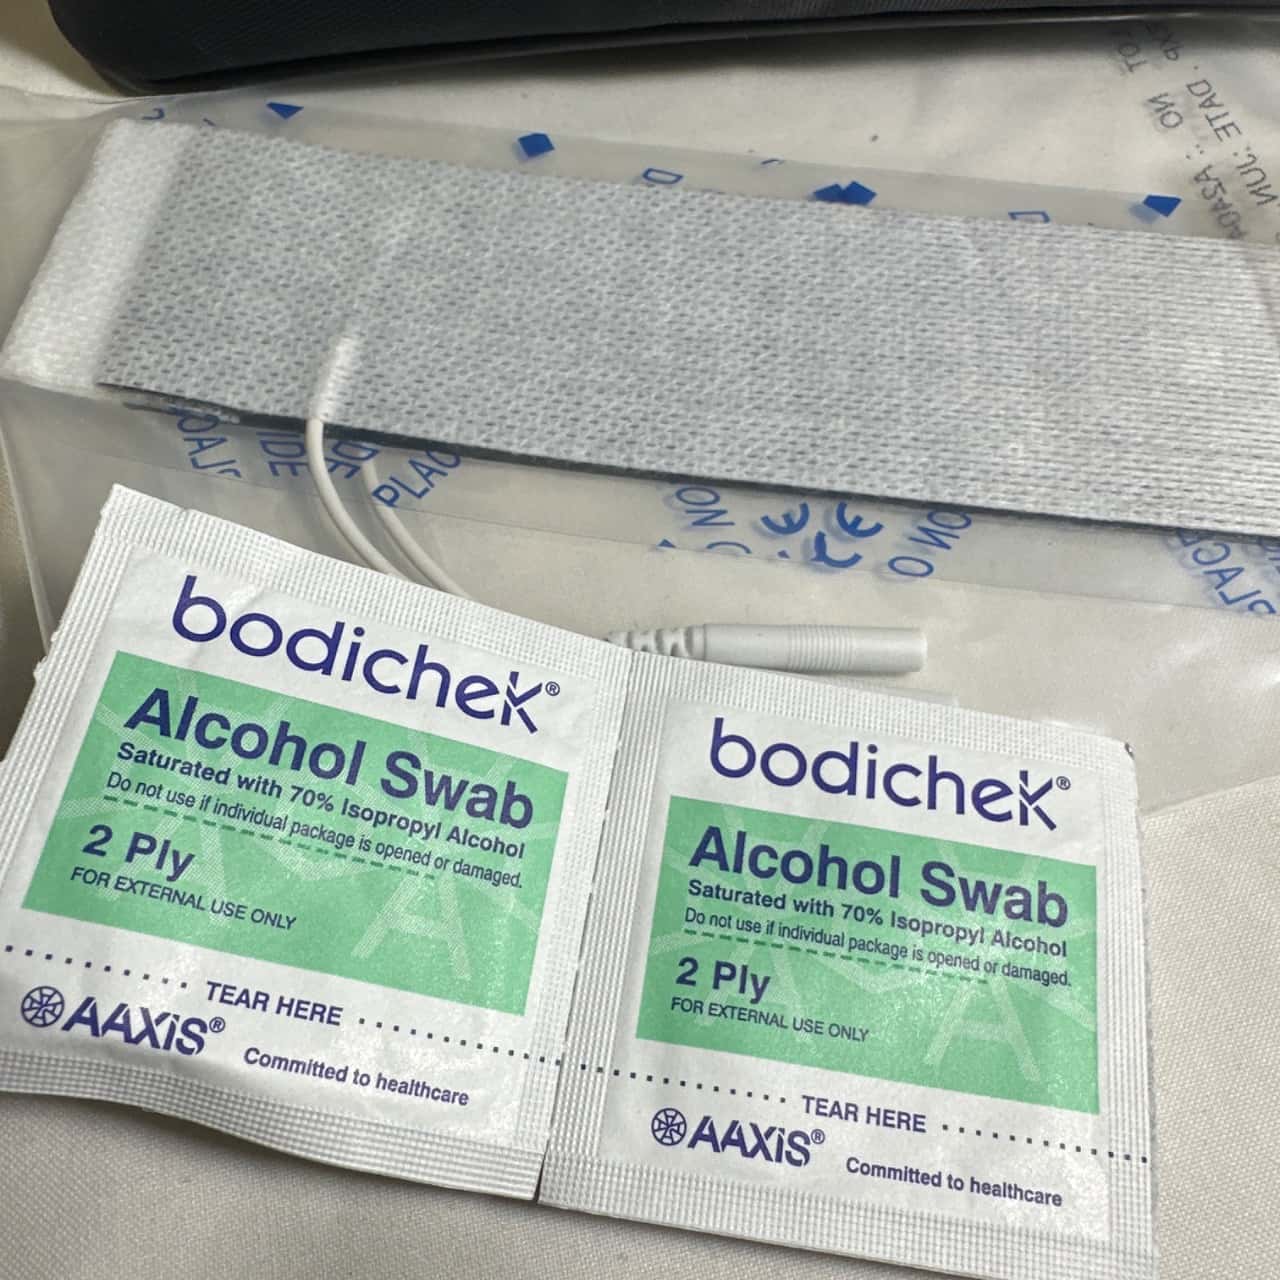 bodichek®
Alcohol Swab
Saturated with 70% Isopropyl Alcohol
Do not use if individual package is opened or damaged.
2 Ply
FOR EXTERNAL USE ONLY
TEAR HERE
AAXiS®
Committed to healthcare
bodichek®
Alcohol Swab
Saturated with 70% Isopropyl Alcohol
Do not use if individual package is opened or damaged.
2 Ply
FOR EXTERNAL USE ONLY
TEAR HERE
AAXiS®
Committed to healthcare
CE